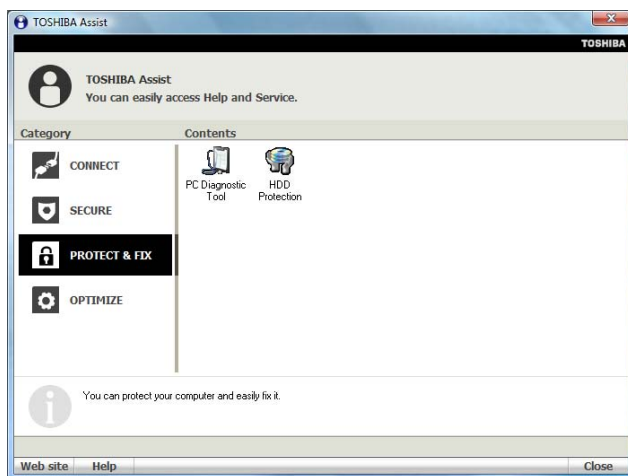 TOSHIBA Assist
TOSHIBA
TOSHIBA Assist
You can easily access Help and Service.
Category
Contents
CONNECT
SECURE
PROTECT & FIX
OPTIMIZE
PC Diagnostic
Tool
HDD
Protection
You can protect your computer and easily fix it.
Web site
Help
Close